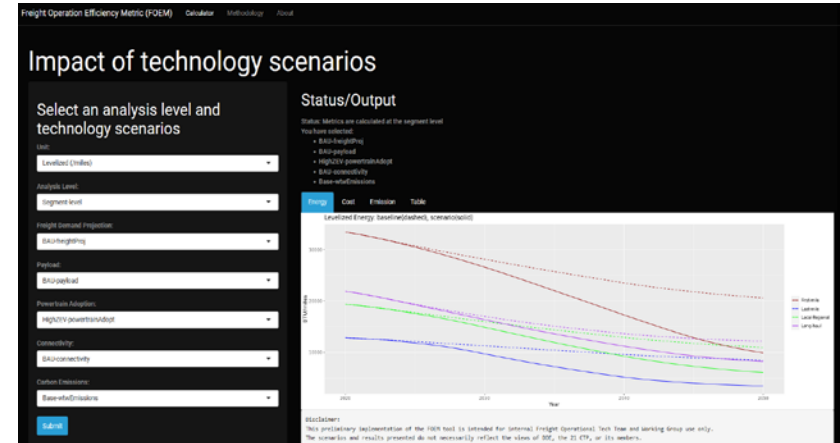 Freight Operation Efficiency Metric (FOEM) Calculator Methodology About
Impact of technology scenarios
Select an analysis level and
technology scenarios
Unit:
Levelized (/miles)
Analysis Level:
Segment-level
Freight Demand Projection:
BAU-freightProj
Payload:
BAU-payload
Powertrain Adoption:
HighZEV-powertrainAdopt
Connectivity:
BAU-connectivity
Carbon Emissions:
Base-wtwEmissions
Submit
Status/Output
Status: Metrics are calculated at the segment level
You have selected:
BAU-freightProj
BAU-payload
HighZEV-powertrainAdopt
BAU-connectivity
Base-wtwEmissions
Energy Cost Emission Table
Levelized Energy: baseline(dashed), scenario(solid)
Local Regional
Long Haul
Year
Disclaimer:
This preliminary implementation of the FOEM tool is intended for internal Freight Operational Tech Team and Working Group use only.
The scenarios and results presented do not necessarily reflect the views of DOE, the 21 CTP, or its members.